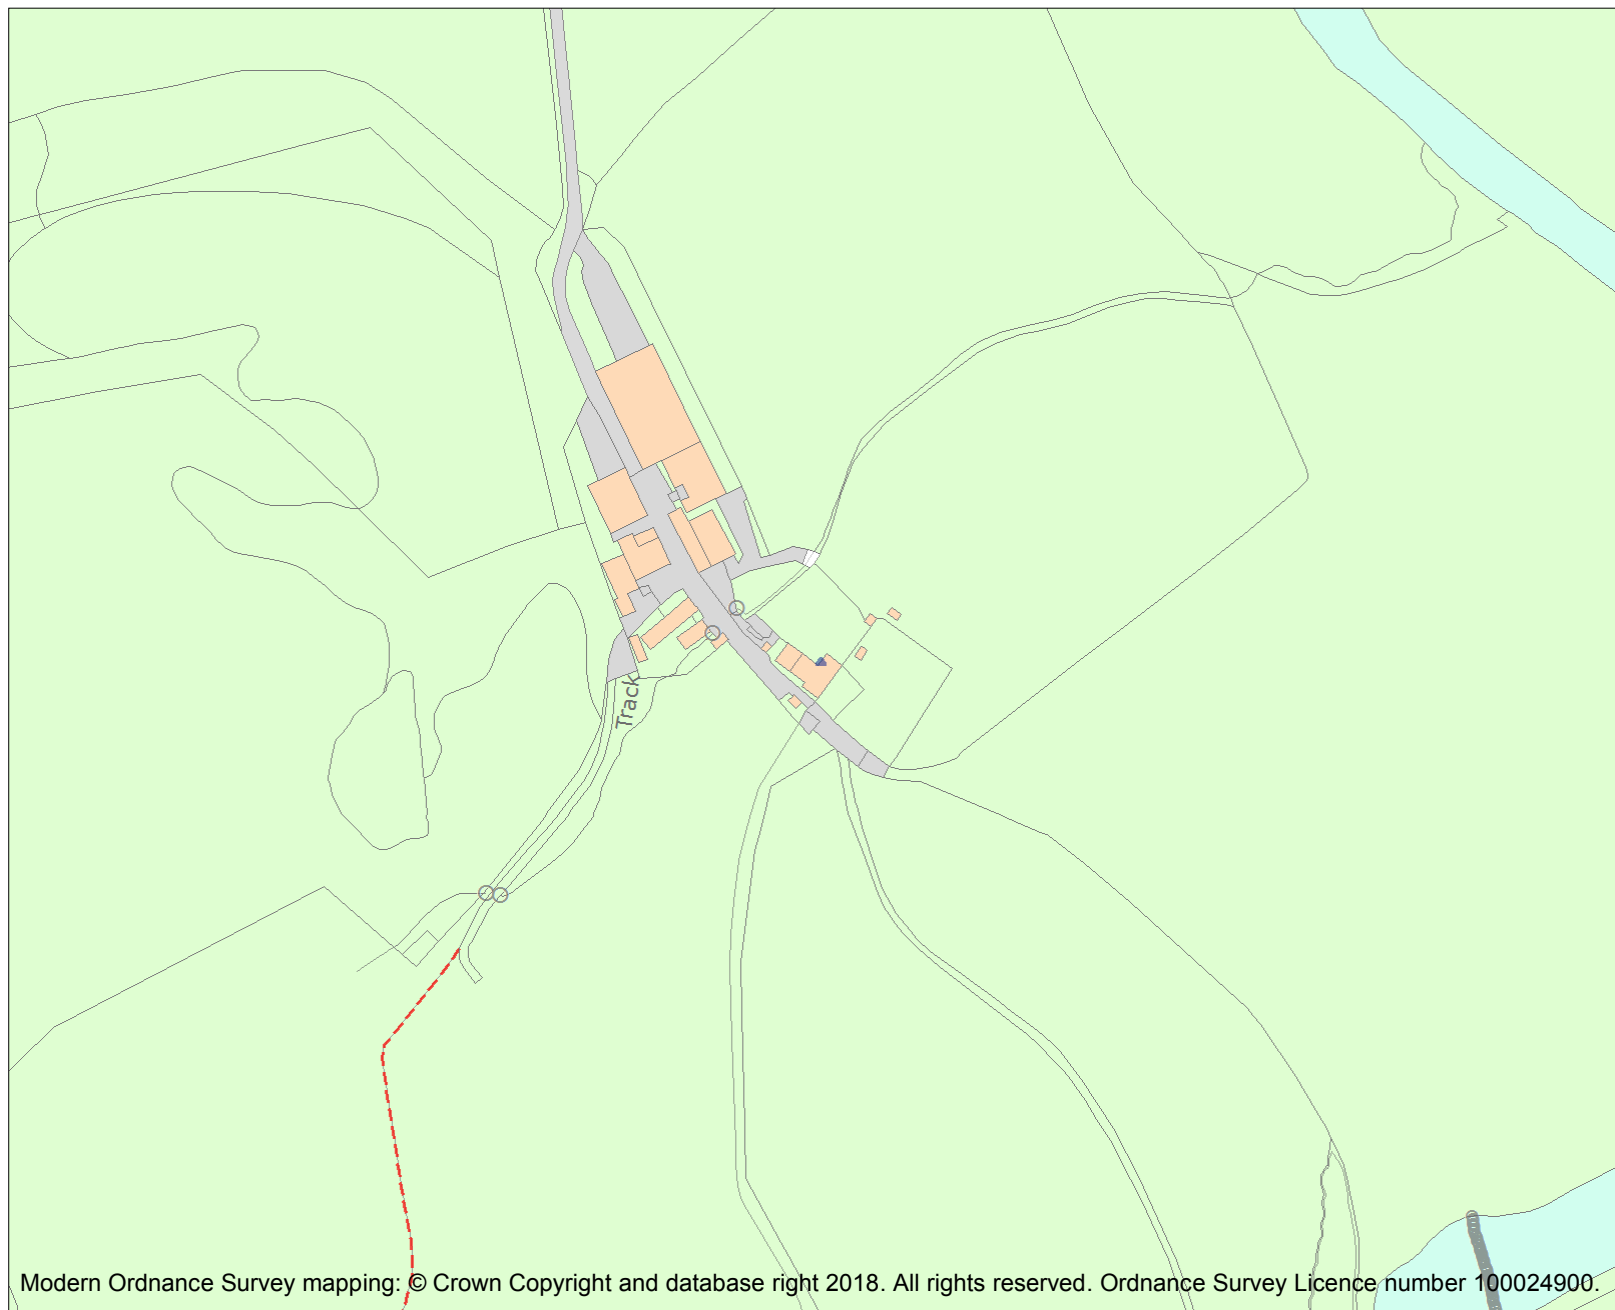 Track
Modern Ordnance Survey mapping: © Crown Copyright and database right 2018. All rights reserved. Ordnance Survey Licence number 100024900.